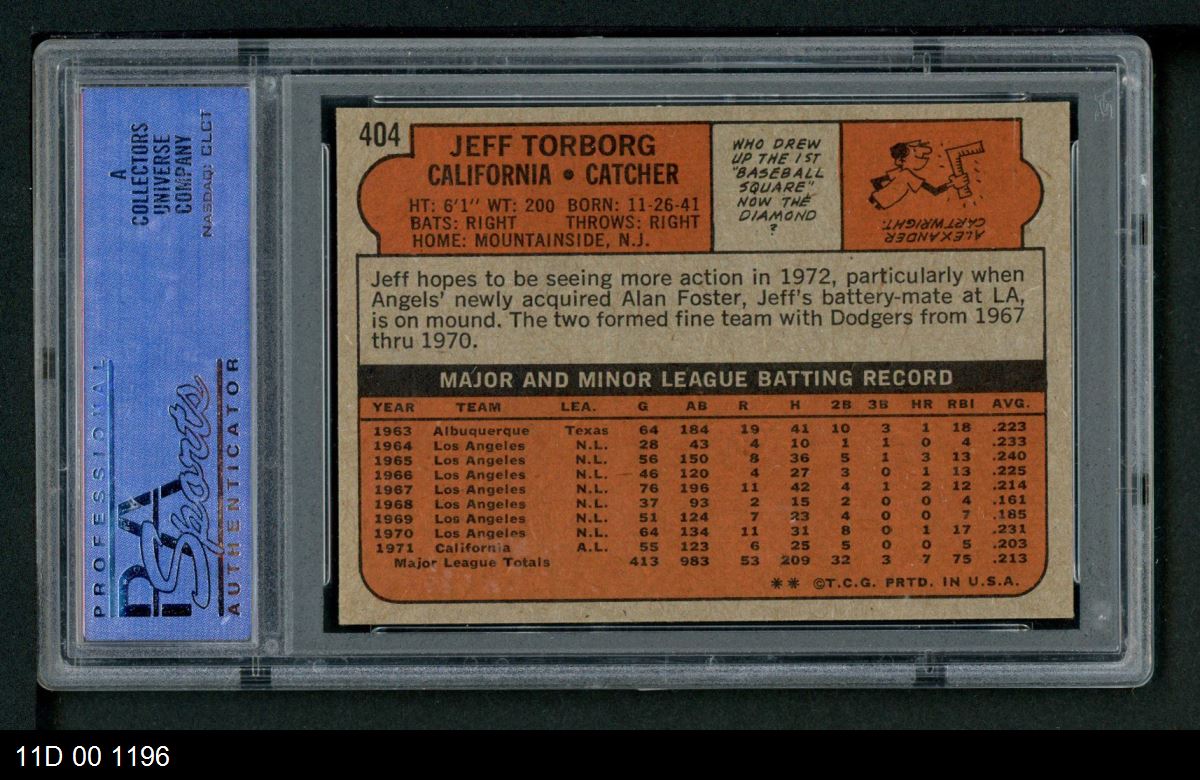 A
COLLECTORS
UNIVERSE
COMPANY
NASDAQ: CLCT
PROFESSIONAL
PSA
Sports
AUTHENTICATOR
404
JEFF TORBORG
CALIFORNIA • CATCHER
HT: 6'1" WT: 200 BORN: 11-26-41
BATS: RIGHT THROWS: RIGHT
HOME: MOUNTAINSIDE, N.J.
WHO DREW
UP THE 1ST
"BASEBALL
SQUARE"
NOW THE
DIAMOND
?
ALEXANDER
CARTWRIGHT.
Jeff hopes to be seeing more action in 1972, particularly when
Angels' newly acquired Alan Foster, Jeff's battery-mate at LA,
is on mound. The two formed fine team with Dodgers from 1967
thru 1970.
MAJOR AND MINOR LEAGUE BATTING RECORD
YEAR TEAM LEA. G AB R H 2B 3B HR RBI AVG.
1963 Albuquerque Texas 64 184 19 41 10 3 1 18 .223
1964 Los Angeles N.L. 28 43 4 10 1 1 0 4 .233
1965 Los Angeles N.L. 56 150 8 36 5 1 3 13 .240
1966 Los Angeles N.L. 46 120 4 27 3 0 1 13 .225
1967 Los Angeles N.L. 76 196 11 42 4 1 2 12 .214
1968 Los Angeles N.L. 37 93 2 15 2 0 0 4 .161
1969 Los Angeles N.L. 51 124 7 23 4 0 0 7 .185
1970 Los Angeles N.L. 64 134 11 31 8 0 1 17 .231
1971 California A.L. 55 123 6 25 5 0 0 5 .203
Major League Totals 413 983 53 209 32 3 7 75 .213
** ©T.C.G. PRTD. IN U.S.A.
11D 00 1196